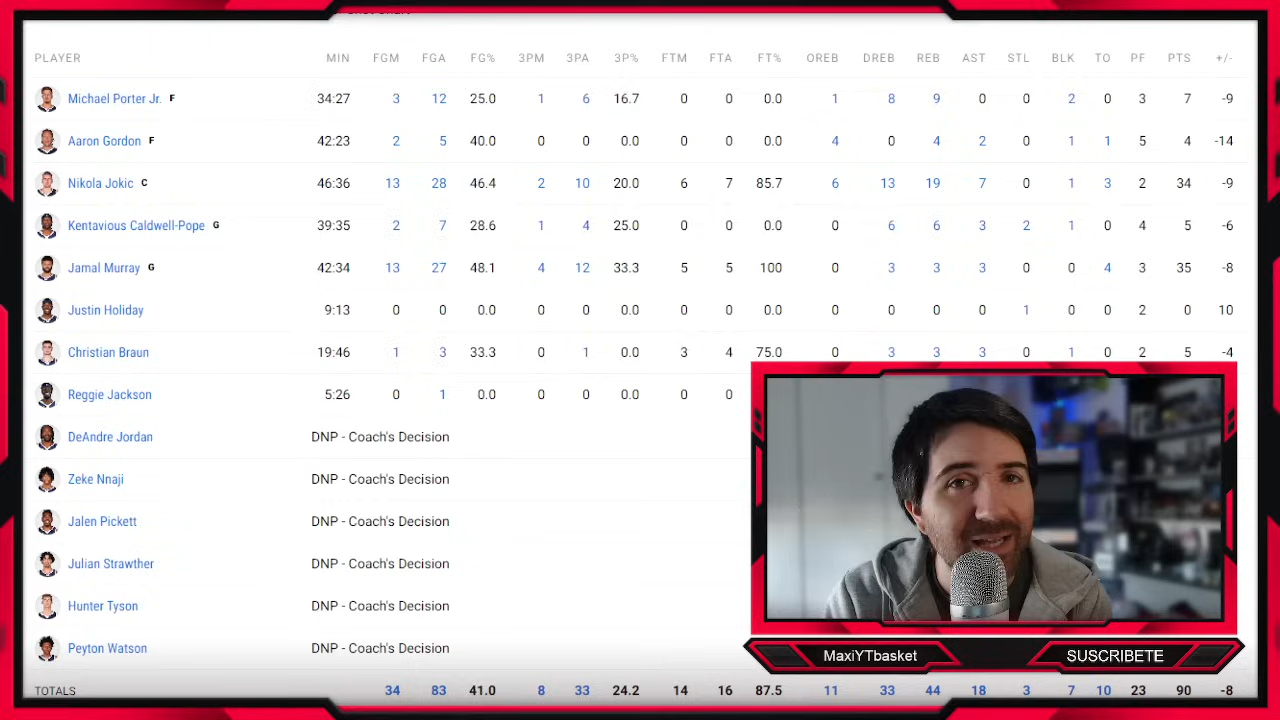 PLAYER MIN FGM FGA FG% 3PM 3PA 3P% FTM FTA FT% OREB DREB REB AST STL BLK TO PF PTS +/-
Michael Porter Jr. F 34:27 3 12 25.0 1 6 16.7 0 0 0.0 1 8 9 0 0 2 0 3 7 -9
Aaron Gordon F 42:23 2 5 40.0 0 0 0.0 0 0 0.0 4 0 4 2 0 1 1 5 4 -14
Nikola Jokic C 46:36 13 28 46.4 2 10 20.0 6 7 85.7 6 13 19 7 0 1 3 2 34 -9
Kentavious Caldwell-Pope G 39:35 2 7 28.6 1 4 25.0 0 0 0.0 0 6 6 3 2 1 0 4 5 -6
Jamal Murray G 42:34 13 27 48.1 4 12 33.3 5 5 100 0 3 3 3 0 0 4 3 35 -8
Justin Holiday 9:13 0 0 0.0 0 0 0.0 0 0 0.0 0 0 0 0 1 0 0 2 0 10
Christian Braun 19:46 1 3 33.3 0 1 0.0 3 4 75.0 0 3 3 3 0 1 0 2 5 -4
Reggie Jackson 5:26 0 1 0.0 0 0 0.0 0 0
DeAndre Jordan DNP - Coach's Decision
Zeke Nnaji DNP - Coach's Decision
Jalen Pickett DNP - Coach's Decision
Julian Strawther DNP - Coach's Decision
Hunter Tyson DNP - Coach's Decision
Peyton Watson DNP - Coach's Decision
MaxiYTbasket SUSCRIBETE
TOTALS 34 83 41.0 8 33 24.2 14 16 87.5 11 33 44 18 3 7 10 23 90 -8